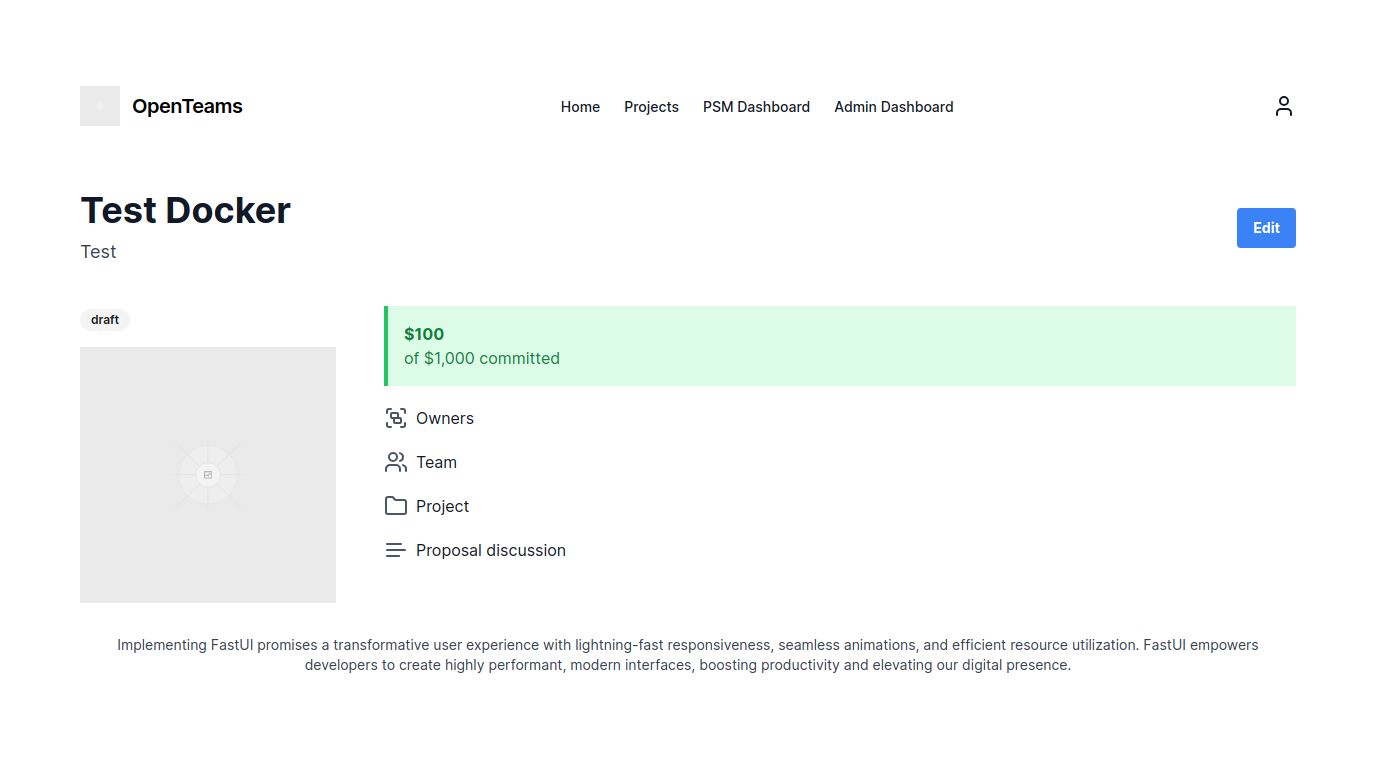 OpenTeams
Home
Projects
PSM Dashboard
Admin Dashboard
Test Docker
Test
Edit
draft
$100
of $1,000 committed
Owners
Team
Project
Proposal discussion
Implementing FastUI promises a transformative user experience with lightning-fast responsiveness, seamless animations, and efficient resource utilization. FastUI empowers
developers to create highly performant, modern interfaces, boosting productivity and elevating our digital presence.